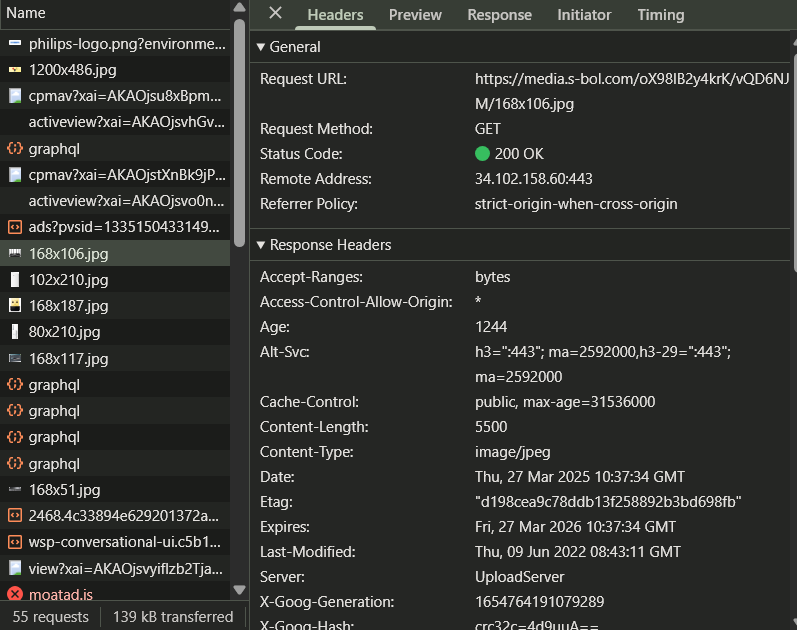 Name
philips-logo.png?environme...
1200x486.jpg
cpmav?xai=AKAOjsu8xBpm...
activeview?xai=AKAOjsvhGv...
graphql
cpmav?xai=AKAOjstXnBk9jP...
activeview?xai=AKAOjsvo0n...
ads?pvsid=1335150433149...
168x106.jpg
102x210.jpg
168x187.jpg
80x210.jpg
168x117.jpg
graphql
graphql
graphql
graphql
168x51.jpg
2468.4c33894e629201372a...
wsp-conversational-ui.c5b1...
view?xai=AKAOjsvyiflzb2Tja...
moatad.js
55 requests 139 kB transferred
Headers Preview Response Initiator Timing
General
Request URL: https://media.s-bol.com/oX98lB2y4krK/vQD6NJ
M/168x106.jpg
Request Method: GET
Status Code: 200 OK
Remote Address: 34.102.158.60:443
Referrer Policy: strict-origin-when-cross-origin
Response Headers
Accept-Ranges: bytes
Access-Control-Allow-Origin: *
Age: 1244
Alt-Svc: h3=":443"; ma=2592000,h3-29=":443";
ma=2592000
Cache-Control: public, max-age=31536000
Content-Length: 5500
Content-Type: image/jpeg
Date: Thu, 27 Mar 2025 10:37:34 GMT
Etag: "d198cea9c78ddb13f258892b3bd698fb"
Expires: Fri, 27 Mar 2026 10:37:34 GMT
Last-Modified: Thu, 09 Jun 2022 08:43:11 GMT
Server: UploadServer
X-Goog-Generation: 1654764191079289
X-Goog-Hash: crc32c=4d9uuA==